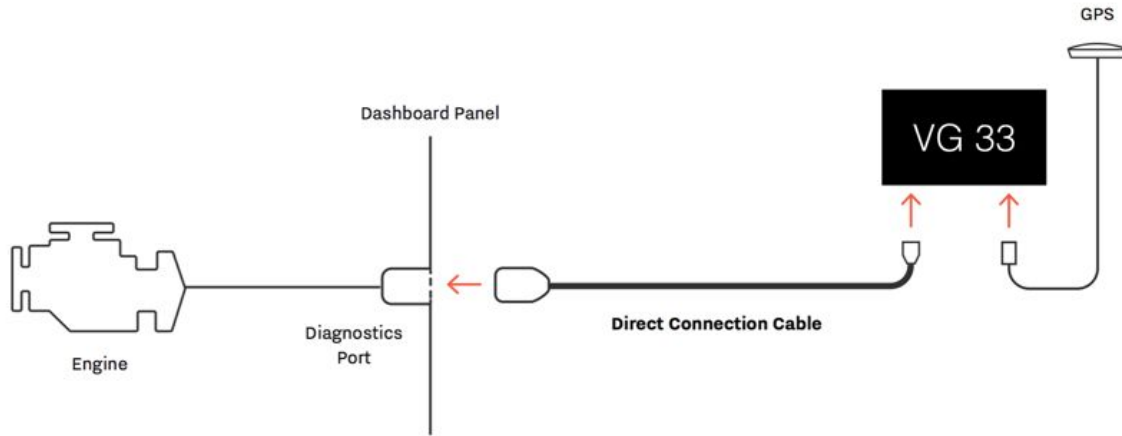 GPS
Dashboard Panel
VG 33
Direct Connection Cable
Diagnostics
Port
Engine